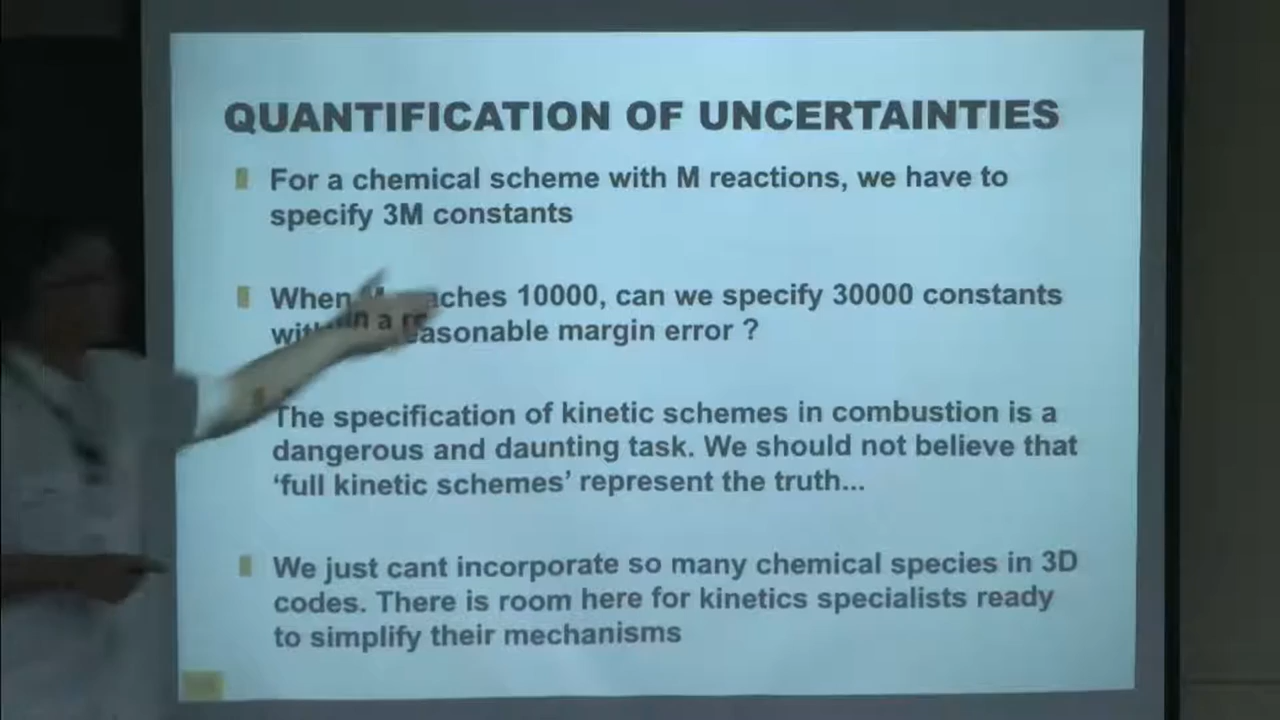 QUANTIFICATION OF UNCERTAINTIES
For a chemical scheme with M reactions, we have to
specify 3M constants
When M reaches 10000, can we specify 30000 constants
within a reasonable margin error ?
The specification of kinetic schemes in combustion is a
dangerous and daunting task. We should not believe that
‘full kinetic schemes’ represent the truth...
We just cant incorporate so many chemical species in 3D
codes. There is room here for kinetics specialists ready
to simplify their mechanisms